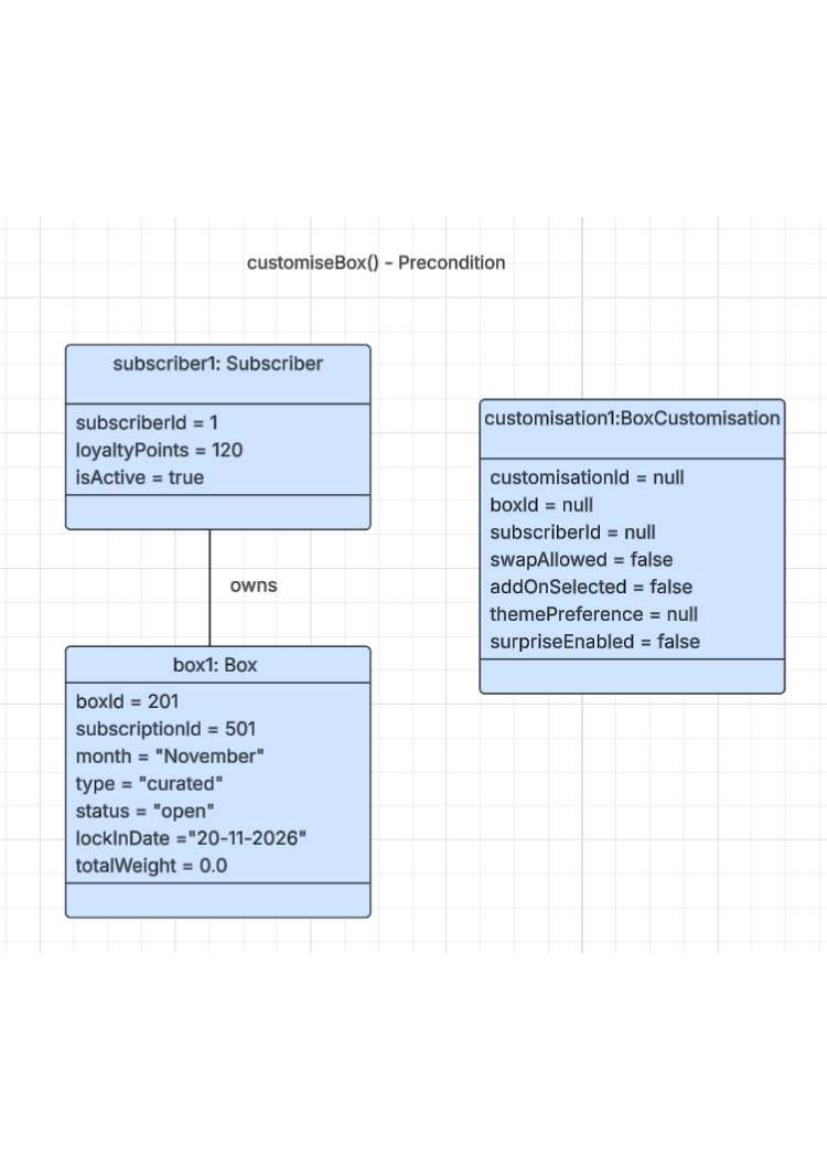 customiseBox() - Precondition
subscriber1: Subscriber
subscriberId = 1
loyaltyPoints = 120
isActive = true
owns
box1: Box
boxId = 201
subscriptionId = 501
month = "November"
type = "curated"
status = "open"
lockInDate ="20-11-2026"
totalWeight = 0.0
customisation1:BoxCustomisation
customisationId = null
boxId = null
subscriberId = null
swapAllowed = false
addOnSelected = false
themePreference = null
surpriseEnabled = false